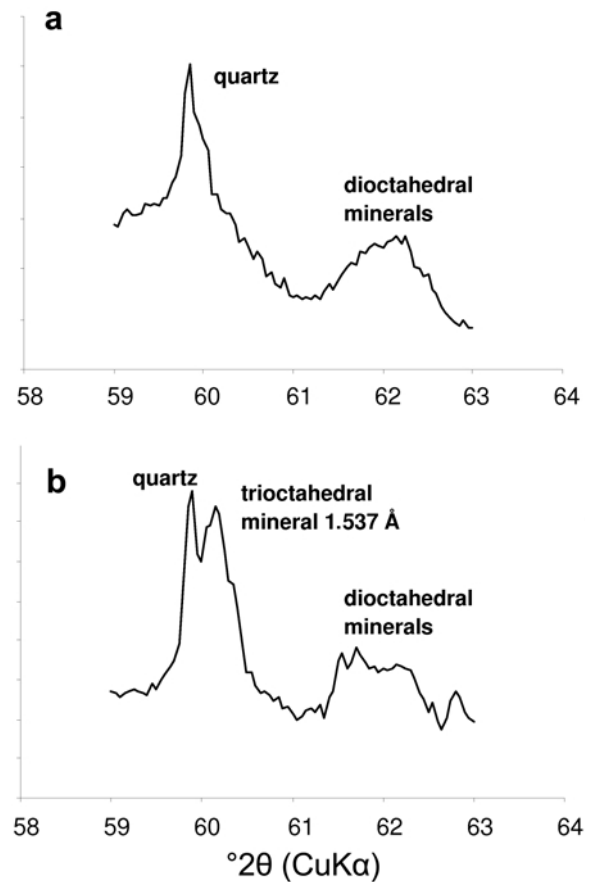 a
quartz
dioctahedral
minerals
58 59 60 61 62 63 64
b
quartz
trioctahedral
mineral 1.537 Å
dioctahedral
minerals
58 59 60 61 62 63 64
°2θ (CuKα)